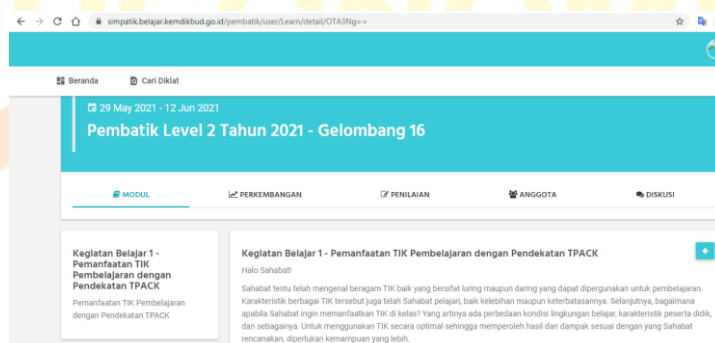 simpatik.belajar.kemdikbud.go.id/pembatik/user/Learn/detail/OTA3Ng==
Beranda Cari Diklat
29 May 2021 - 12 Jun 2021
Pembatik Level 2 Tahun 2021 - Gelombang 16
MODUL PERKEMBANGAN PENILAIAN ANGGOTA DISKUSI
Kegiatan Belajar 1 -
Pemanfaatan TIK
Pembelajaran dengan
Pendekatan TPACK
Pemanfaatan TIK Pembelajaran
dengan Pendekatan TPACK
Kegiatan Belajar 1 - Pemanfaatan TIK Pembelajaran dengan Pendekatan TPACK
Halo Sahabat!
Sahabat tentu telah mengenal beragam TIK baik yang bersifat luring maupun daring yang dapat dipergunakan untuk pembelajaran.
Karakteristik berbagai TIK tersebut juga telah Sahabat pelajari, baik kelebihan maupun keterbatasannya. Selanjutnya, bagaimana
apabila Sahabat ingin memanfaatkan TIK di kelas? Yang artinya ada perbedaan kondisi lingkungan belajar, karakteristik peserta didik,
dan sebagainya. Untuk menggunakan TIK secara optimal sehingga memperoleh hasil dan dampak sesuai dengan yang Sahabat
rencanakan, diperlukan kemampuan yang lebih.